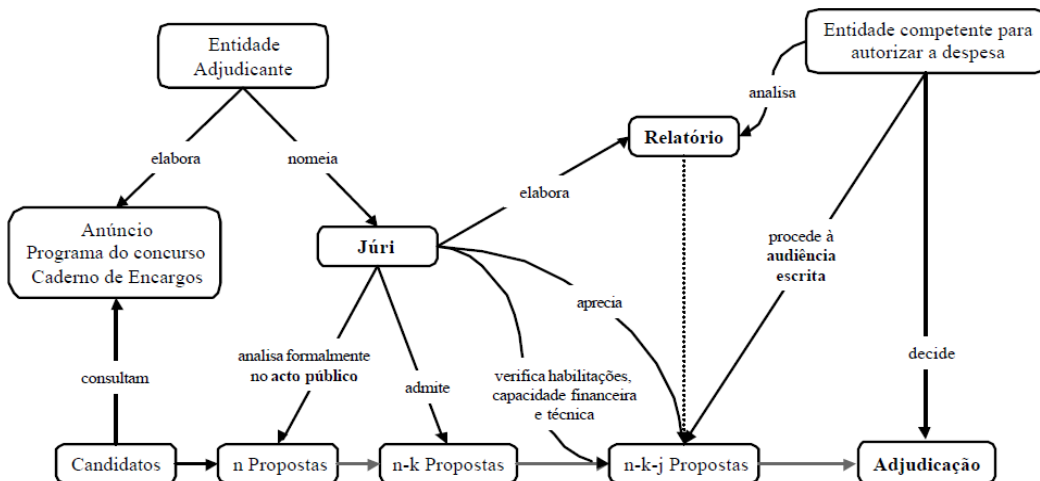 Entidade
Adjudicante
Entidade competente para
autorizar a despesa
analisa
Relatório
elabora
nomeia
elabora
Anúncio
Programa do concurso
Caderno de Encargos
Júri
procede à
audiência
escrita
aprecia
analisa formalmente
no acto público
consultam
admite
verifica habilitações,
capacidade financeira
e técnica
decide
Candidatos
n Propostas
n-k Propostas
n-k-j Propostas
Adjudicação